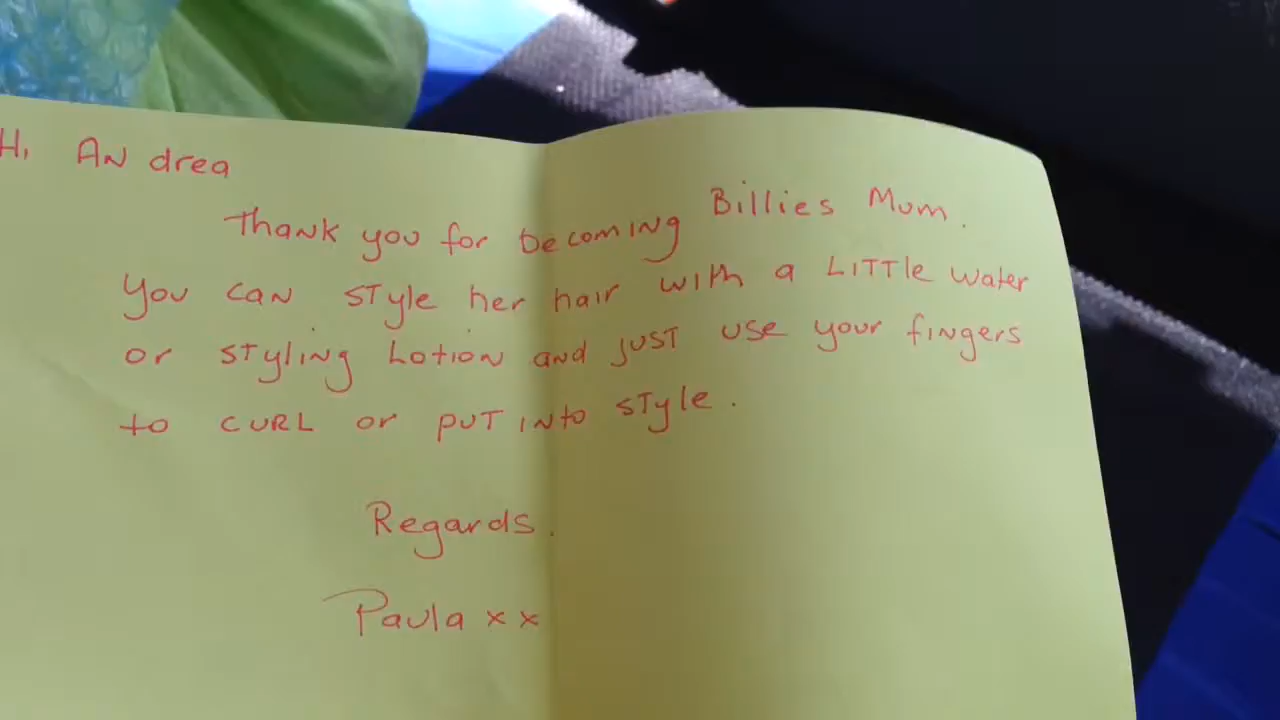 Hi Andrea
Thank you for becoming Billies Mum.
You can style her hair with a little water
or styling lotion and just use your fingers
to curl or put into style.
Regards.
Paula xx